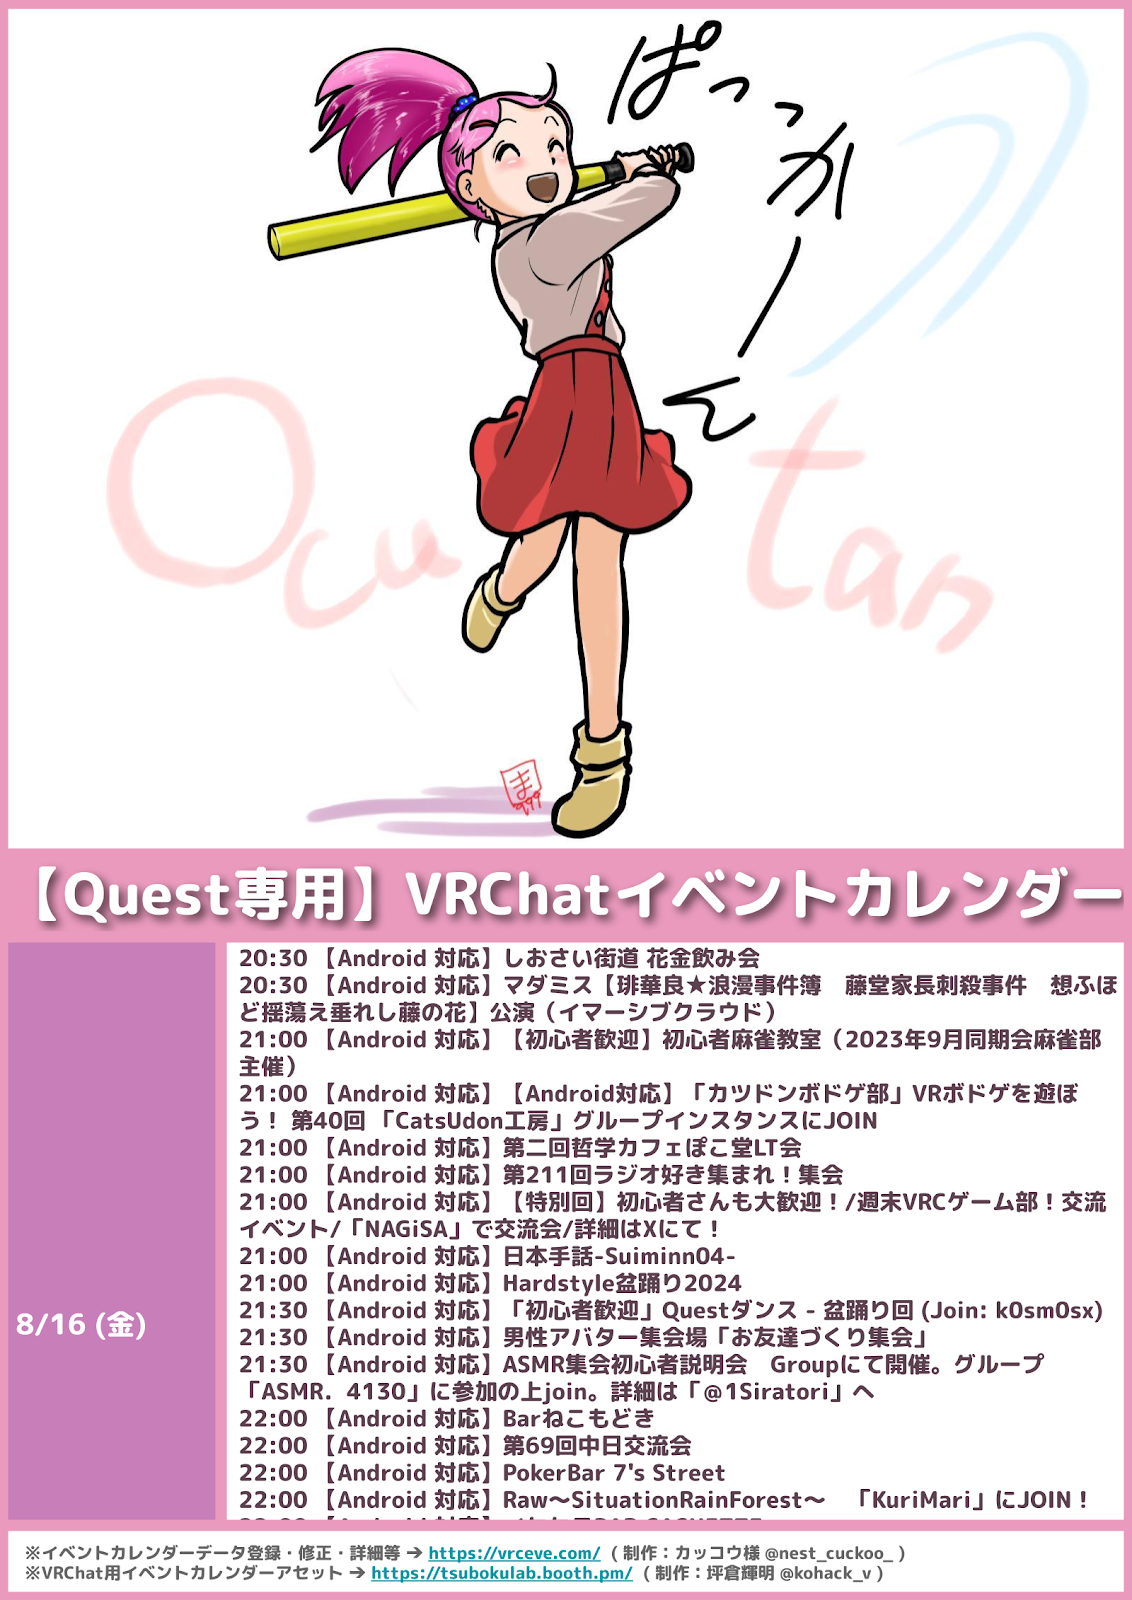 ぱっっかーん
Ocutan
ま
999
【Quest専用】VRChatイベントカレンダー
8/16 (金)
20:30 【Android 対応】しおさい街道 花金飲み会
20:30 【Android 対応】マダミス【琲華良★浪漫事件簿　藤堂家長刺殺事件　想ふほ
ど揺蕩え垂れし藤の花】公演（イマーシブクラウド）
21:00 【Android 対応】【初心者歓迎】初心者麻雀教室（2023年9月同期会麻雀部
主催）
21:00 【Android 対応】【Android対応】「カツドンボドゲ部」VRボドゲを遊ぼ
う！ 第40回 「CatsUdon工房」グループインスタンスにJOIN
21:00 【Android 対応】第二回哲学カフェぽこ堂LT会
21:00 【Android 対応】第211回ラジオ好き集まれ！集会
21:00 【Android 対応】【特別回】初心者さんも大歓迎！/週末VRCゲーム部！交流
イベント/「NAGiSA」で交流会/詳細はXにて！
21:00 【Android 対応】日本手話-Suiminn04-
21:00 【Android 対応】Hardstyle盆踊り2024
21:30 【Android 対応】「初心者歓迎」Questダンス - 盆踊り回 (Join: k0sm0sx)
21:30 【Android 対応】男性アバター集会場「お友達づくり集会」
21:30 【Android 対応】ASMR集会初心者説明会　Groupにて開催。グループ
「ASMR．4130」に参加の上join。詳細は「@1Siratori」へ
22:00 【Android 対応】Barねこもどき
22:00 【Android 対応】第69回中日交流会
22:00 【Android 対応】PokerBar 7's Street
22:00 【Android 対応】Raw～SituationRainForest～　「KuriMari」にJOIN！
※イベントカレンダーデータ登録・修正・詳細等 → https://vrceve.com/ （ 制作：カッコウ様 @nest_cuckoo_ ）
※VRChat用イベントカレンダーアセット → https://tsubokulab.booth.pm/ （ 制作：坪倉輝明 @kohack_v ）